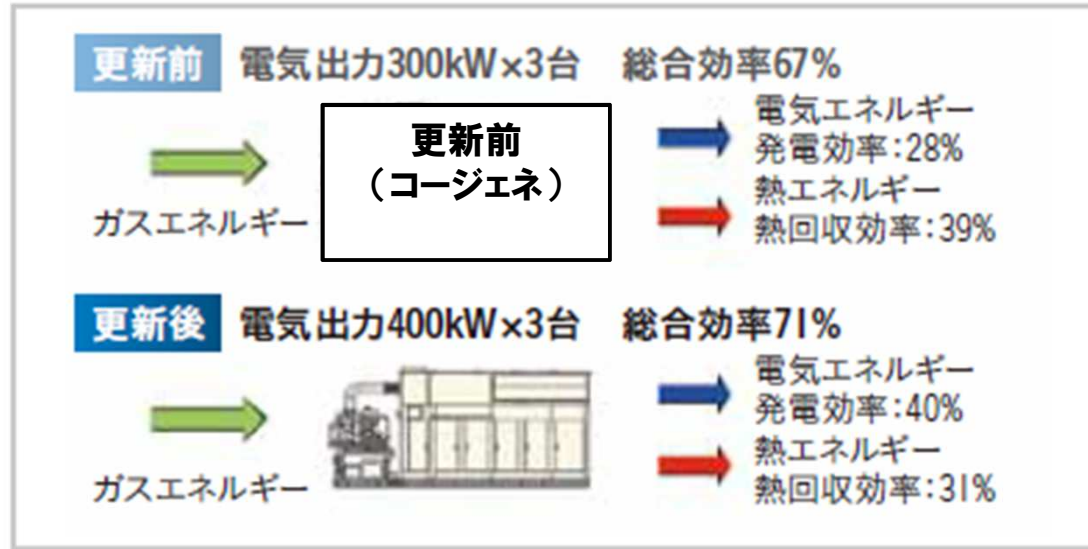 更新前 電気出力300kW×3台 総合効率67%
ガスエネルギー
更新前
(コージェネ)
電気エネルギー
発電効率:28%
熱エネルギー
熱回収効率:39%
更新後 電気出力400kW×3台 総合効率71%
ガスエネルギー
電気エネルギー
発電効率:40%
熱エネルギー
熱回収効率:31%